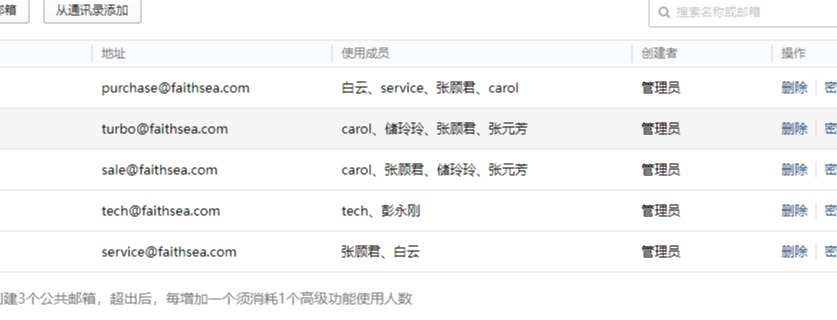 邮箱 从通讯录添加 搜索名称或邮箱
地址 使用成员 创建者 操作
purchase@faithsea.com 白云、service、张顾君、carol 管理员 删除 密
turbo@faithsea.com carol、储玲玲、张顾君、张元芳 管理员 删除 密
sale@faithsea.com carol、张顾君、储玲玲、张元芳 管理员 删除 密
tech@faithsea.com tech、彭永刚 管理员 删除 密
service@faithsea.com 张顾君、白云 管理员 删除 密
创建3个公共邮箱，超出后，每增加一个须消耗1个高级功能使用人数